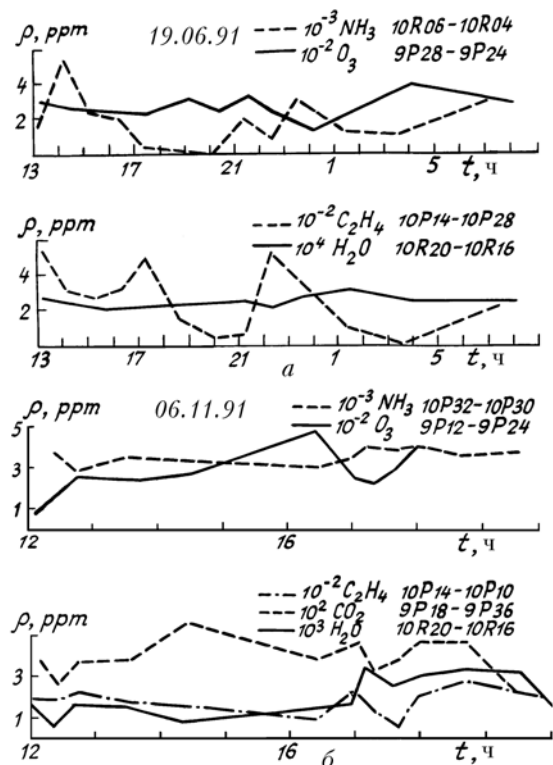 ρ, ppm 19.06.91 10⁻³ NH₃ 10R06–10R04
10⁻² O₃ 9P28–9P24
4
2
13 17 21 1 5 t, ч
ρ, ppm 10⁻² C₂H₄ 10P14–10P28
10⁴ H₂O 10R20–10R16
4
2
13 17 21 1 5 t, ч
а
ρ, ppm 06.11.91 10⁻³ NH₃ 10P32–10P30
10⁻² O₃ 9P12–9P24
5
3
1
12 16 t, ч
10⁻² C₂H₄ 10P14–10P10
ρ, ppm 10² CO₂ 9P18–9P36
10³ H₂O 10R20–10R16
3
1
12 16 t, ч
б